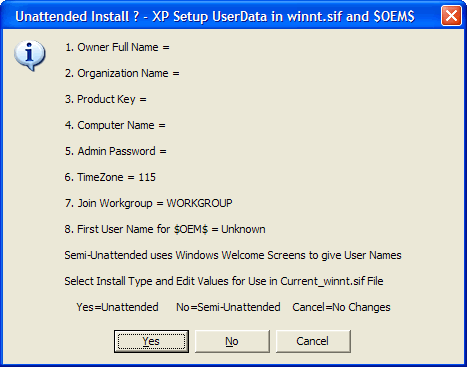 Unattended Install ? - XP Setup UserData in winnt.sif and $OEM$
1. Owner Full Name =
2. Organization Name =
3. Product Key =
4. Computer Name =
5. Admin Password =
6. TimeZone = 115
7. Join Workgroup = WORKGROUP
8. First User Name for $OEM$ = Unknown
Semi-Unattended uses Windows Welcome Screens to give User Names
Select Install Type and Edit Values for Use in Current_winnt.sif File
Yes=Unattended No=Semi-Unattended Cancel=No Changes
Yes No Cancel